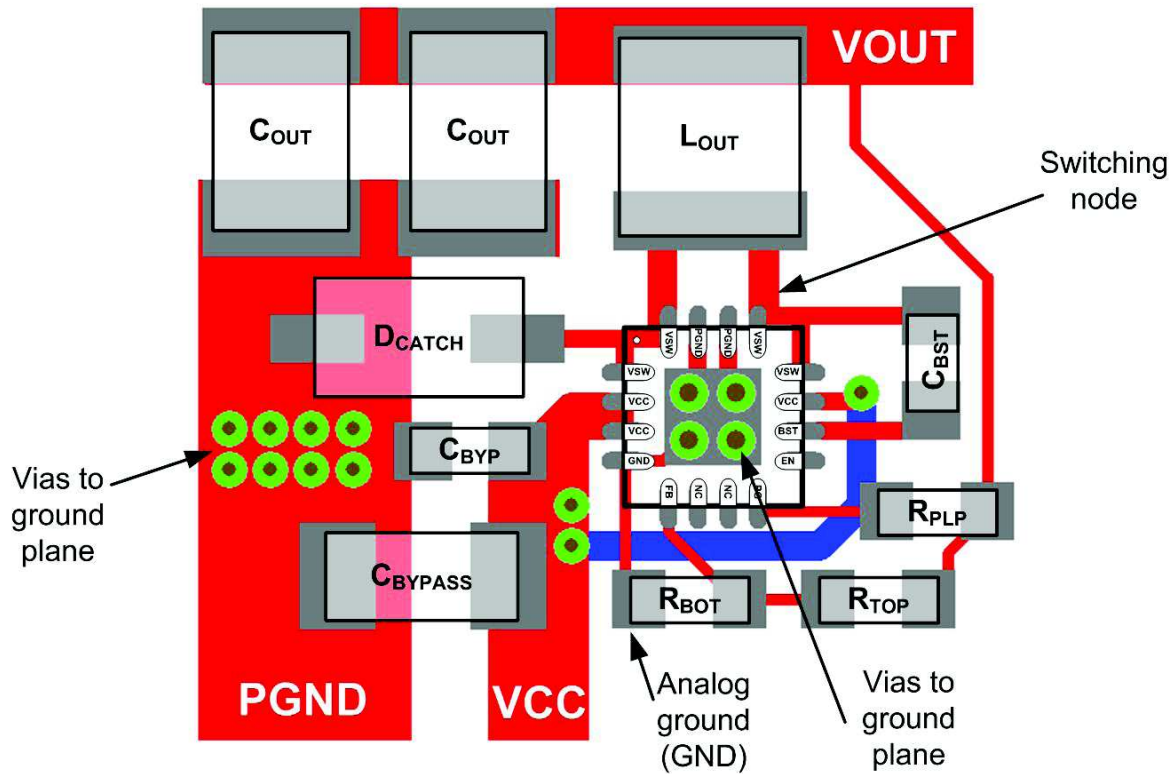 VOUT
COUT
COUT
LOUT
Switching
node
DCATCH
CBST
VSW
PGND
PGND
VSW
VSW
VSW
VCC
VCC
VCC
BST
GND
EN
FB
NC
NC
CBYP
Vias to
ground
plane
RPLP
CBYPASS
RBOT
RTOP
PGND
VCC
Analog
ground
(GND)
Vias to
ground
plane